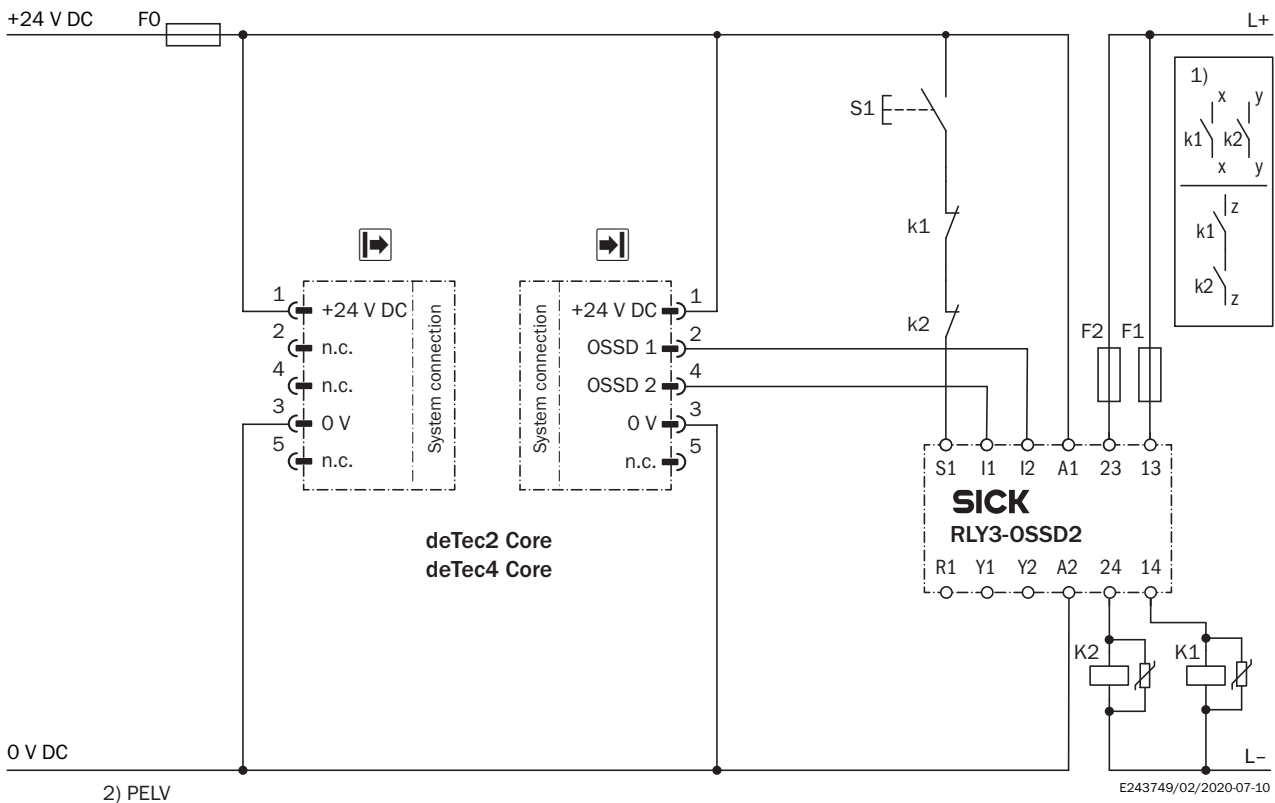 +24 V DC F0 L+
1)
x y
k1 k2
x y
z
k1
k2
z
S1
k1
k2
F2 F1
1 +24 V DC
2 n.c.
4 n.c.
3 0 V
5 n.c.
System connection
System connection
+24 V DC 1
OSSD 1 2
OSSD 2 4
0 V 3
n.c. 5
deTec2 Core
deTec4 Core
S1 I1 I2 A1 23 13
SICK
RLY3-OSSD2
R1 Y1 Y2 A2 24 14
K2 K1
0 V DC L–
2) PELV
E243749/02/2020-07-10